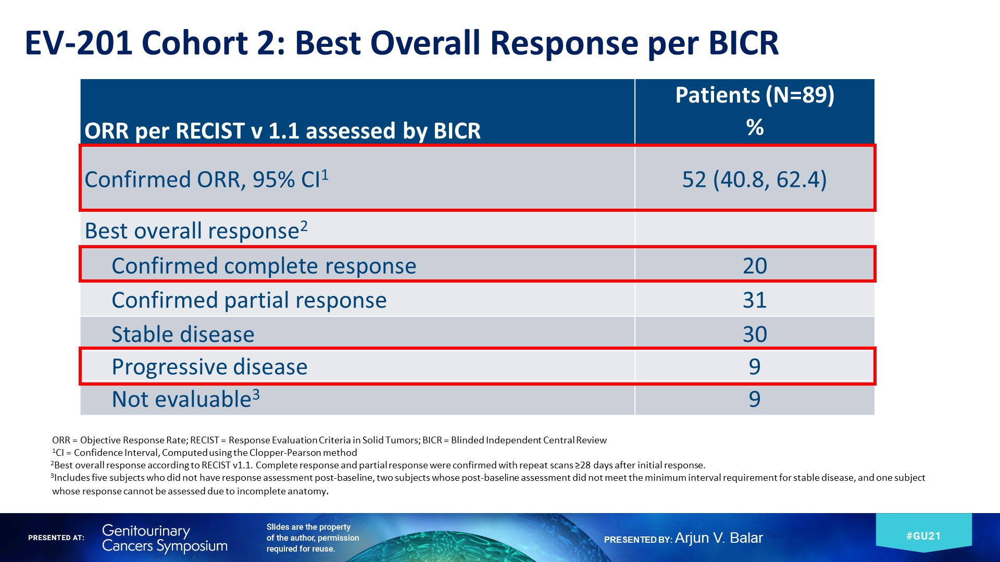 EV-201 Cohort 2: Best Overall Response per BICR
Patients (N=89)
%
ORR per RECIST v 1.1 assessed by BICR
Confirmed ORR, 95% CI¹ 52 (40.8, 62.4)
Best overall response²
Confirmed complete response 20
Confirmed partial response 31
Stable disease 30
Progressive disease 9
Not evaluable³ 9
ORR = Objective Response Rate; RECIST = Response Evaluation Criteria in Solid Tumors; BICR = Blinded Independent Central Review
¹CI = Confidence Interval, Computed using the Clopper-Pearson method
²Best overall response according to RECIST v1.1. Complete response and partial response were confirmed with repeat scans ≥28 days after initial response.
³Includes five subjects who did not have response assessment post-baseline, two subjects whose post-baseline assessment did not meet the minimum interval requirement for stable disease, and one subject
whose response cannot be assessed due to incomplete anatomy.
PRESENTED AT:
Genitourinary
Cancers Symposium
Slides are the property
of the author, permission
required for reuse.
PRESENTED BY: Arjun V. Balar
#GU21